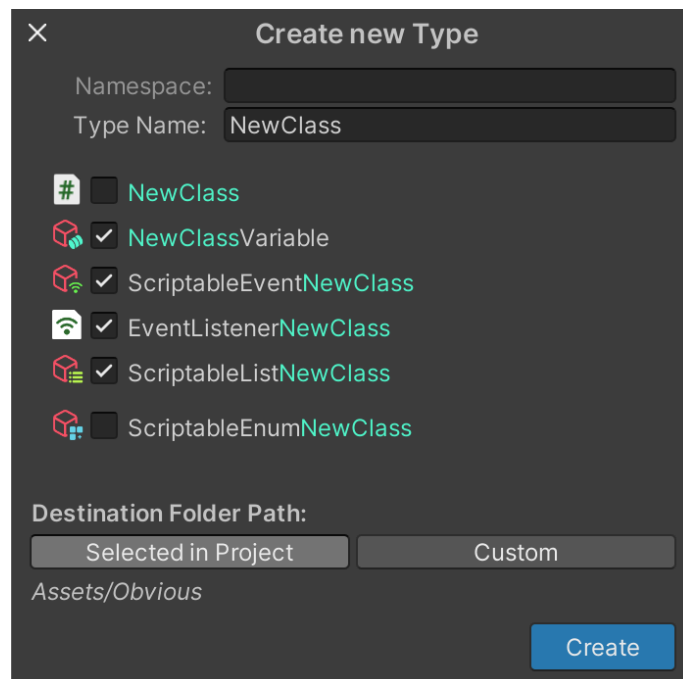 Create new Type
Namespace:
Type Name: NewClass
NewClass
NewClassVariable
ScriptableEventNewClass
EventListenerNewClass
ScriptableListNewClass
ScriptableEnumNewClass
Destination Folder Path:
Selected in Project Custom
Assets/Obvious
Create